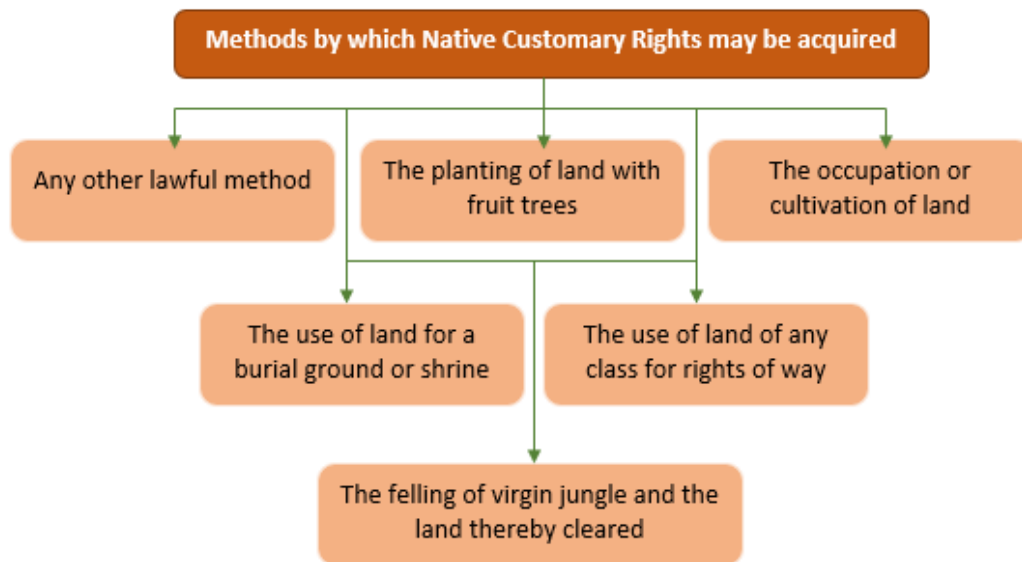 Methods by which Native Customary Rights may be acquired
Any other lawful method
The planting of land with
fruit trees
The occupation or
cultivation of land
The use of land for a
burial ground or shrine
The use of land of any
class for rights of way
The felling of virgin jungle and the
land thereby cleared